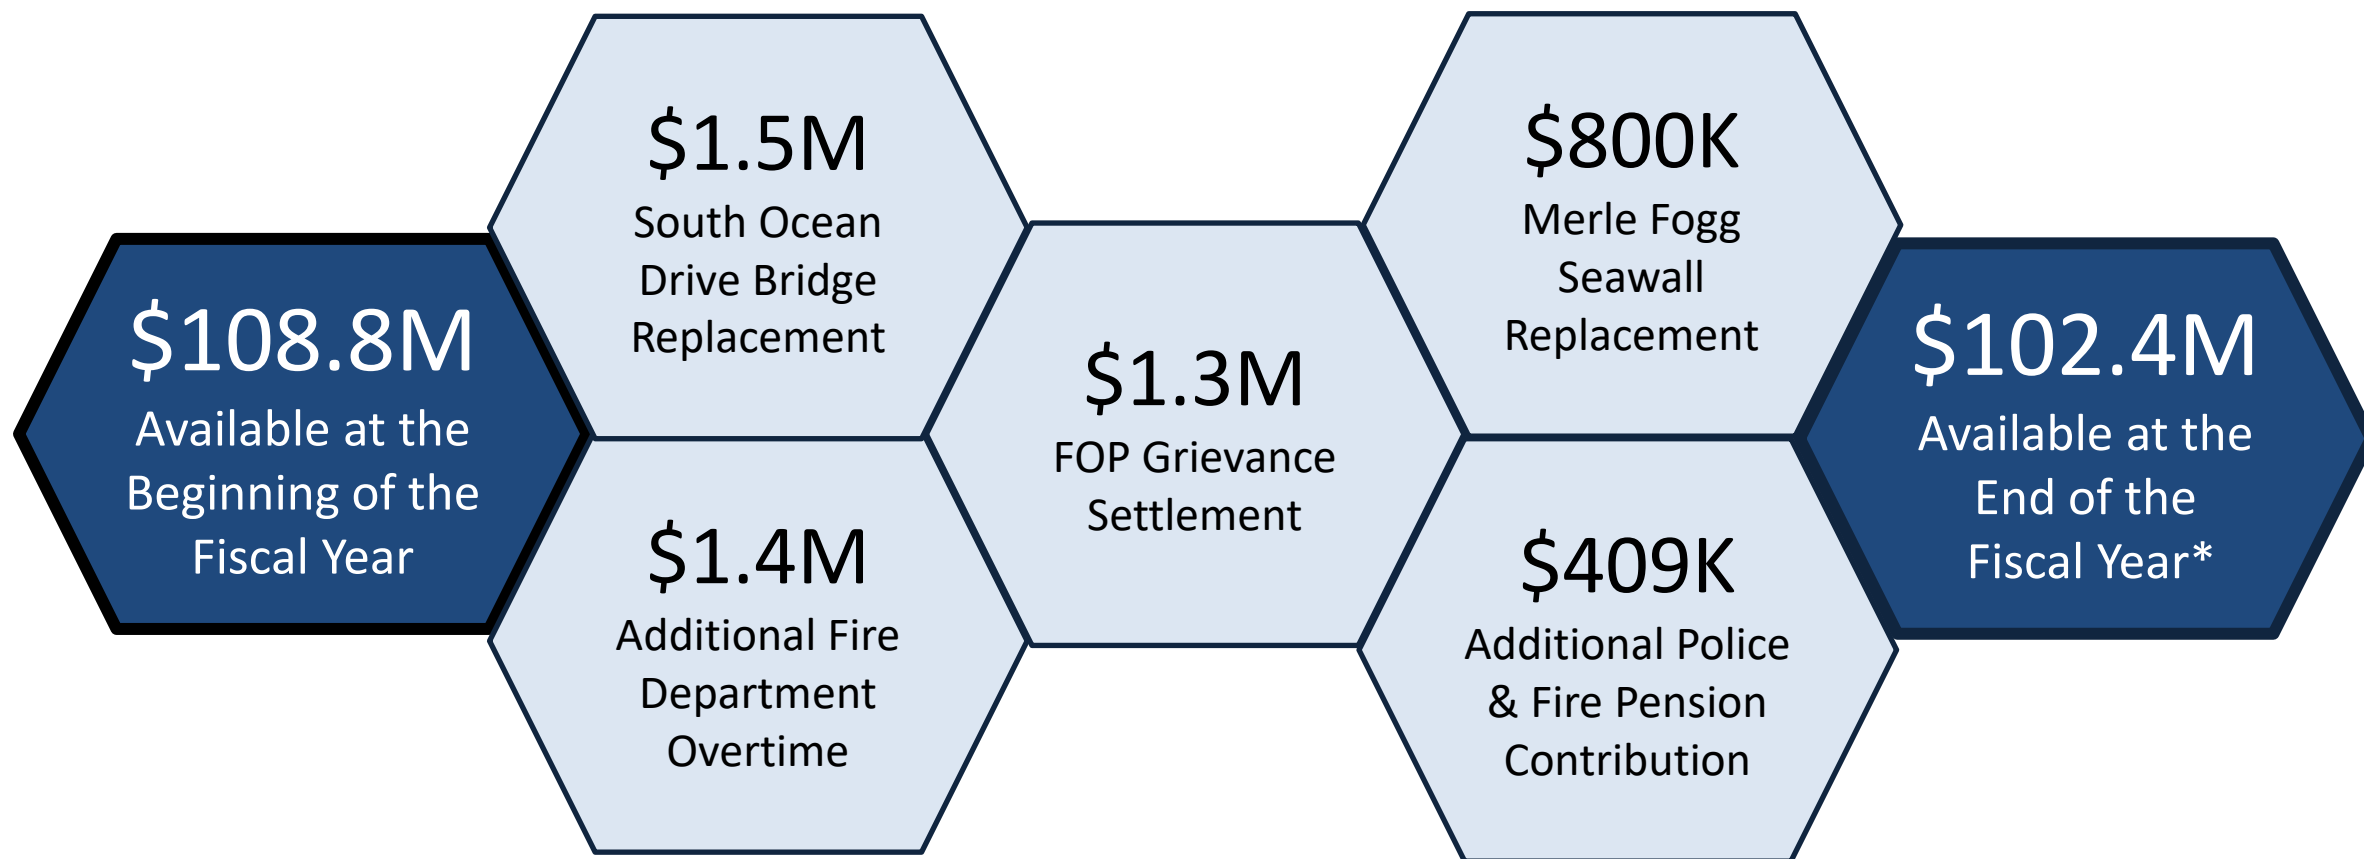 $108.8M
Available at the
Beginning of the
Fiscal Year
$1.5M
South Ocean
Drive Bridge
Replacement
$1.4M
Additional Fire
Department
Overtime
$1.3M
FOP Grievance
Settlement
$800K
Merle Fogg
Seawall
Replacement
$409K
Additional Police
& Fire Pension
Contribution
$102.4M
Available at the
End of the
Fiscal Year*